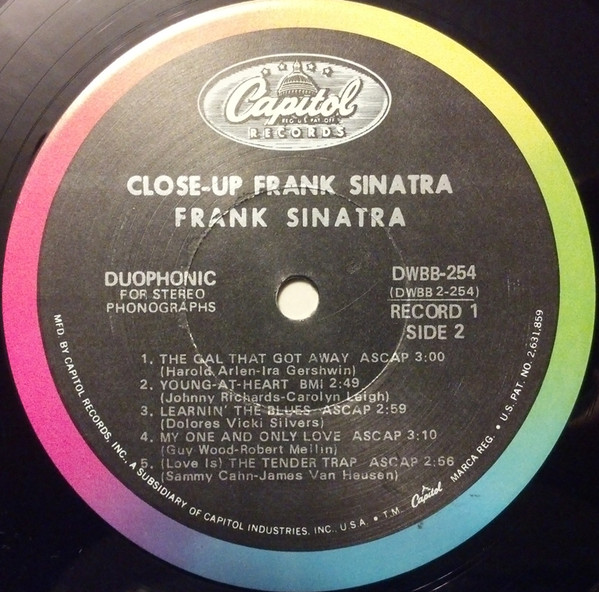 Capitol
REG. U.S. PAT. OFF.
RECORDS
CLOSE-UP FRANK SINATRA
FRANK SINATRA
DUOPHONIC
FOR STEREO
PHONOGRAPHS
DWBB-254
(DWBB 2-254)
RECORD 1
SIDE 2
1. THE GAL THAT GOT AWAY ASCAP 3:00
(Harold Arlen-Ira Gershwin)
2. YOUNG-AT-HEART BMI 2:49
(Johnny Richards-Carolyn Leigh)
3. LEARNIN' THE BLUES ASCAP 2:59
(Dolores Vicki Silvers)
4. MY ONE AND ONLY LOVE ASCAP 3:10
(Guy Wood-Robert Mellin)
5. (Love Is) THE TENDER TRAP ASCAP 2:56
(Sammy Cahn-James Van Heusen)
MFD. BY CAPITOL RECORDS, INC., A SUBSIDIARY OF CAPITOL INDUSTRIES, INC., U.S.A. • T.M. Capitol MARCA REG. • U.S. PAT. NO. 2,631,859